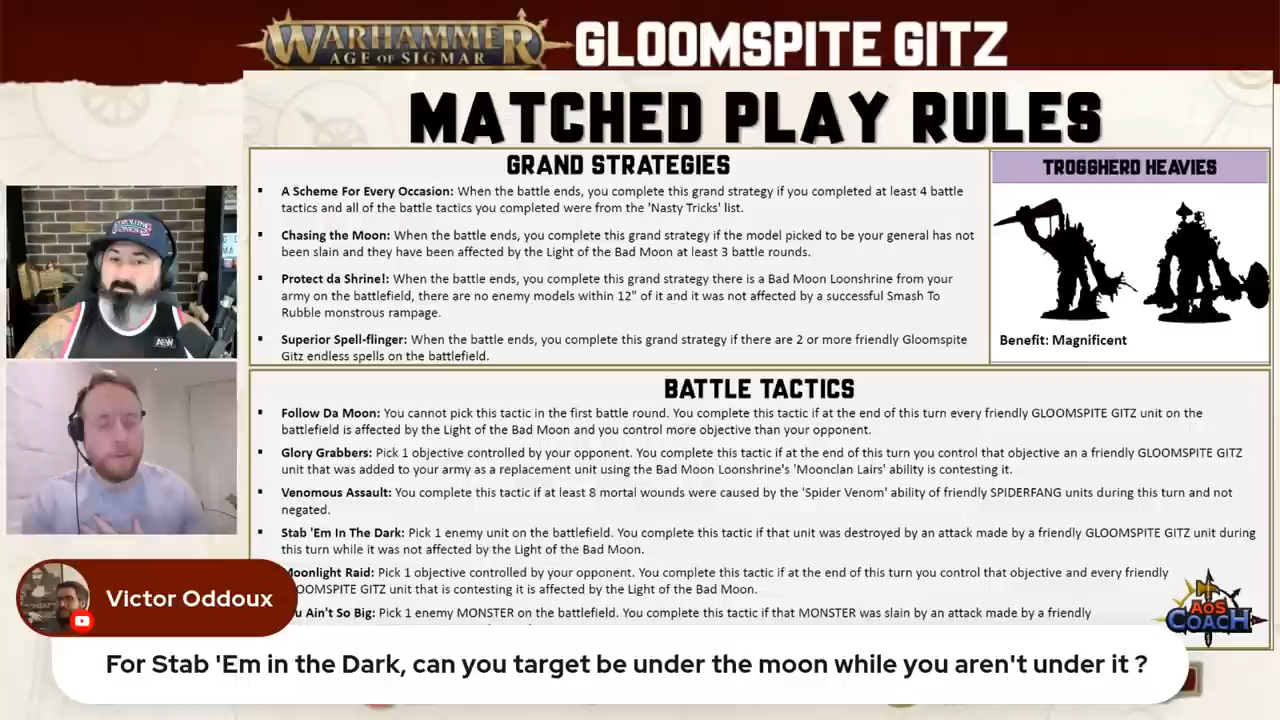 WARHAMMER
AGE OF SIGMAR
GLOOMSPITE GITZ
MATCHED PLAY RULES
GRAND STRATEGIES
▪ A Scheme For Every Occasion: When the battle ends, you complete this grand strategy if you completed at least 4 battle
tactics and all of the battle tactics you completed were from the 'Nasty Tricks' list.
▪ Chasing the Moon: When the battle ends, you complete this grand strategy if the model picked to be your general has not
been slain and they have been affected by the Light of the Bad Moon at least 3 battle rounds.
▪ Protect da Shrine!: When the battle ends, you complete this grand strategy there is a Bad Moon Loonshrine from your
army on the battlefield, there are no enemy models within 12" of it and it was not affected by a successful Smash To
Rubble monstrous rampage.
▪ Superior Spell-flinger: When the battle ends, you complete this grand strategy if there are 2 or more friendly Gloomspite
Gitz endless spells on the battlefield.
TROGGHERD HEAVIES
Benefit: Magnificent
BATTLE TACTICS
▪ Follow Da Moon: You cannot pick this tactic in the first battle round. You complete this tactic if at the end of this turn every friendly GLOOMSPITE GITZ unit on the
battlefield is affected by the Light of the Bad Moon and you control more objective than your opponent.
▪ Glory Grabbers: Pick 1 objective controlled by your opponent. You complete this tactic if at the end of this turn you control that objective an a friendly GLOOMSPITE GITZ
unit that was added to your army as a replacement unit using the Bad Moon Loonshrine's 'Moonclan Lairs' ability is contesting it.
▪ Venomous Assault: You complete this tactic if at least 8 mortal wounds were caused by the 'Spider Venom' ability of friendly SPIDERFANG units during this turn and not
negated.
▪ Stab 'Em In The Dark: Pick 1 enemy unit on the battlefield. You complete this tactic if that unit was destroyed by an attack made by a friendly GLOOMSPITE GITZ unit during
this turn while it was not affected by the Light of the Bad Moon.
Moonlight Raid: Pick 1 objective controlled by your opponent. You complete this tactic if at the end of this turn you control that objective and every friendly
OOMSPITE GITZ unit that is contesting it is affected by the Light of the Bad Moon.
u Ain't So Big: Pick 1 enemy MONSTER on the battlefield. You complete this tactic if that MONSTER was slain by an attack made by a friendly
AoS
COACH
Victor Oddoux
For Stab 'Em in the Dark, can you target be under the moon while you aren't under it ?